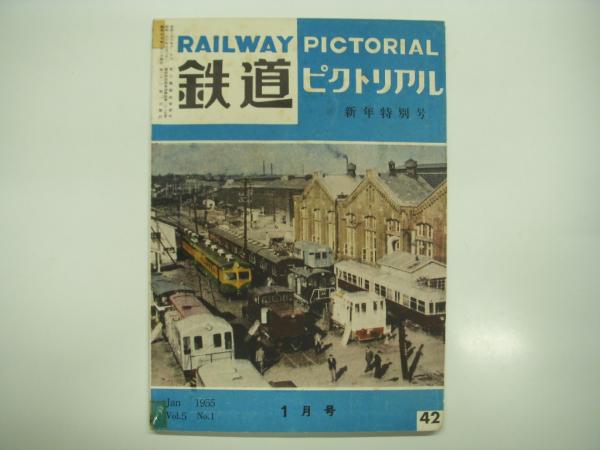 RAILWAY PICTORIAL
鉄道ピクトリアル
新年特別号
Jan 1955
Vol.5 No.1
1月号
42